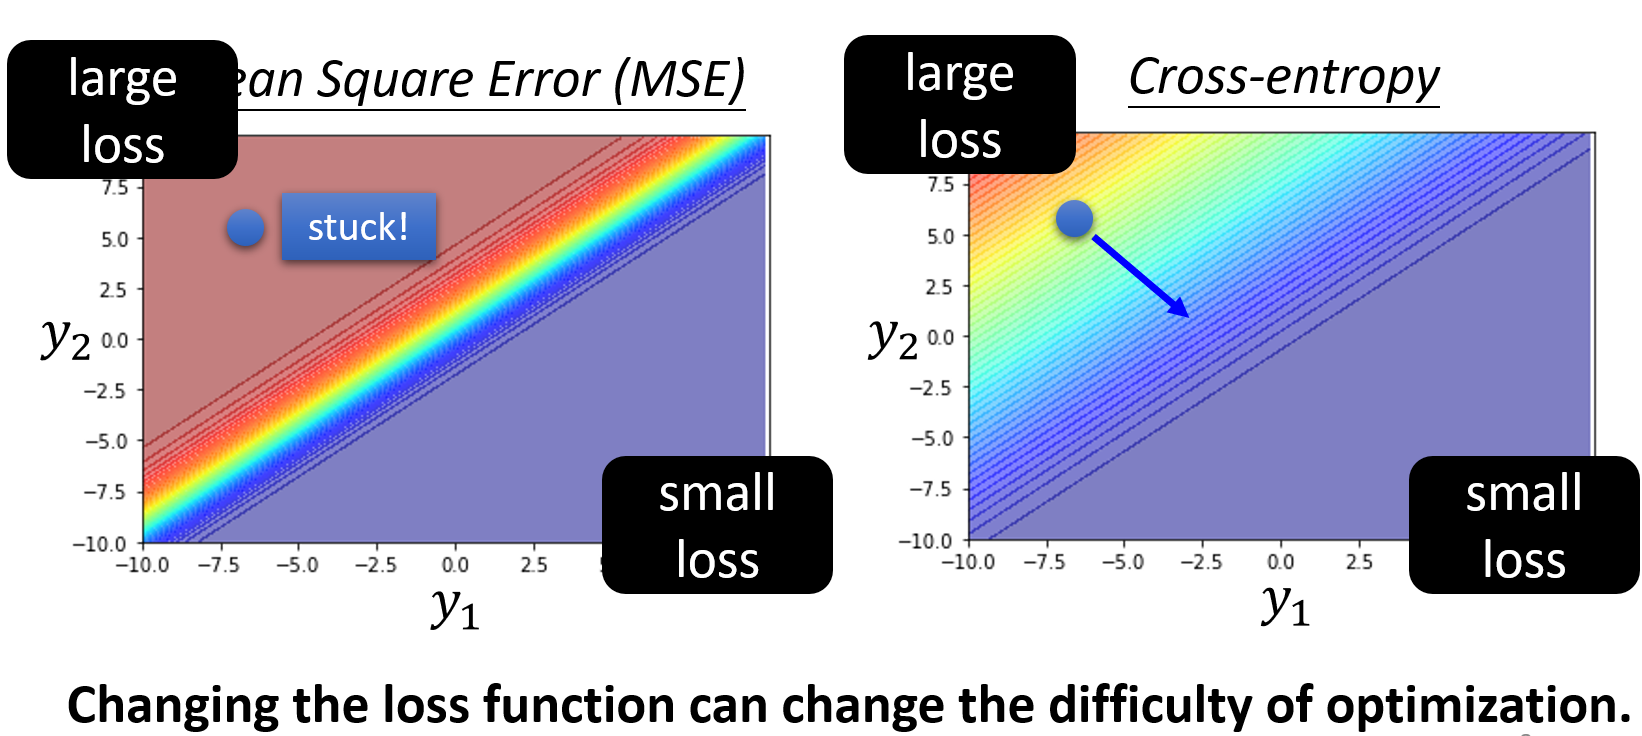 large
loss
ean Square Error (MSE)
large
loss
Cross-entropy
7.5
5.0
2.5
0.0
−2.5
−5.0
−7.5
−10.0
y₂
stuck!
−10.0 −7.5 −5.0 −2.5 0.0 2.5
y₁
small
loss
7.5
5.0
2.5
0.0
−2.5
−5.0
−7.5
−10.0
y₂
−10.0 −7.5 −5.0 −2.5 0.0 2.5
y₁
small
loss
Changing the loss function can change the difficulty of optimization.